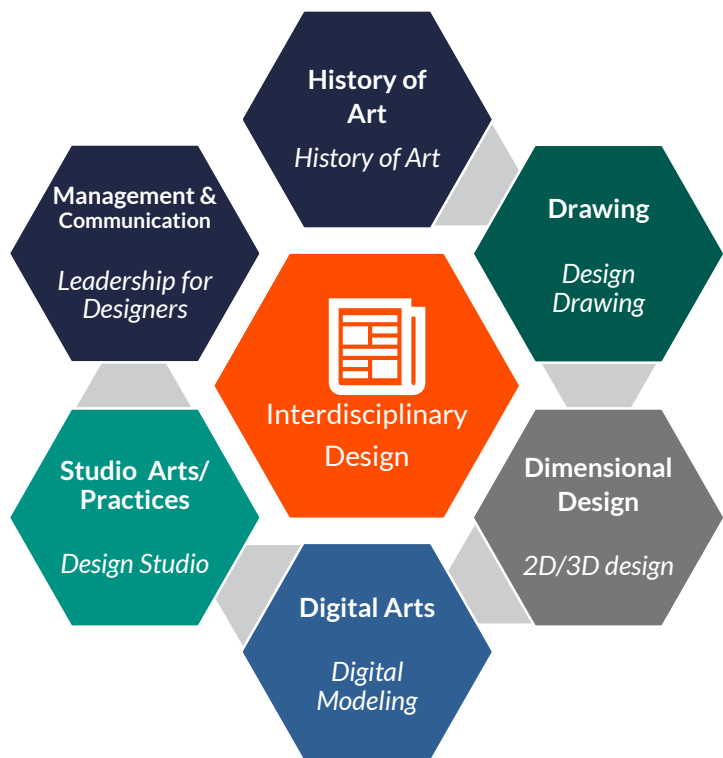 History of
Art
History of Art
Drawing
Design
Drawing
Dimensional
Design
2D/3D design
Digital Arts
Digital
Modeling
Studio Arts/
Practices
Design Studio
Management &
Communication
Leadership for
Designers
Interdisciplinary
Design